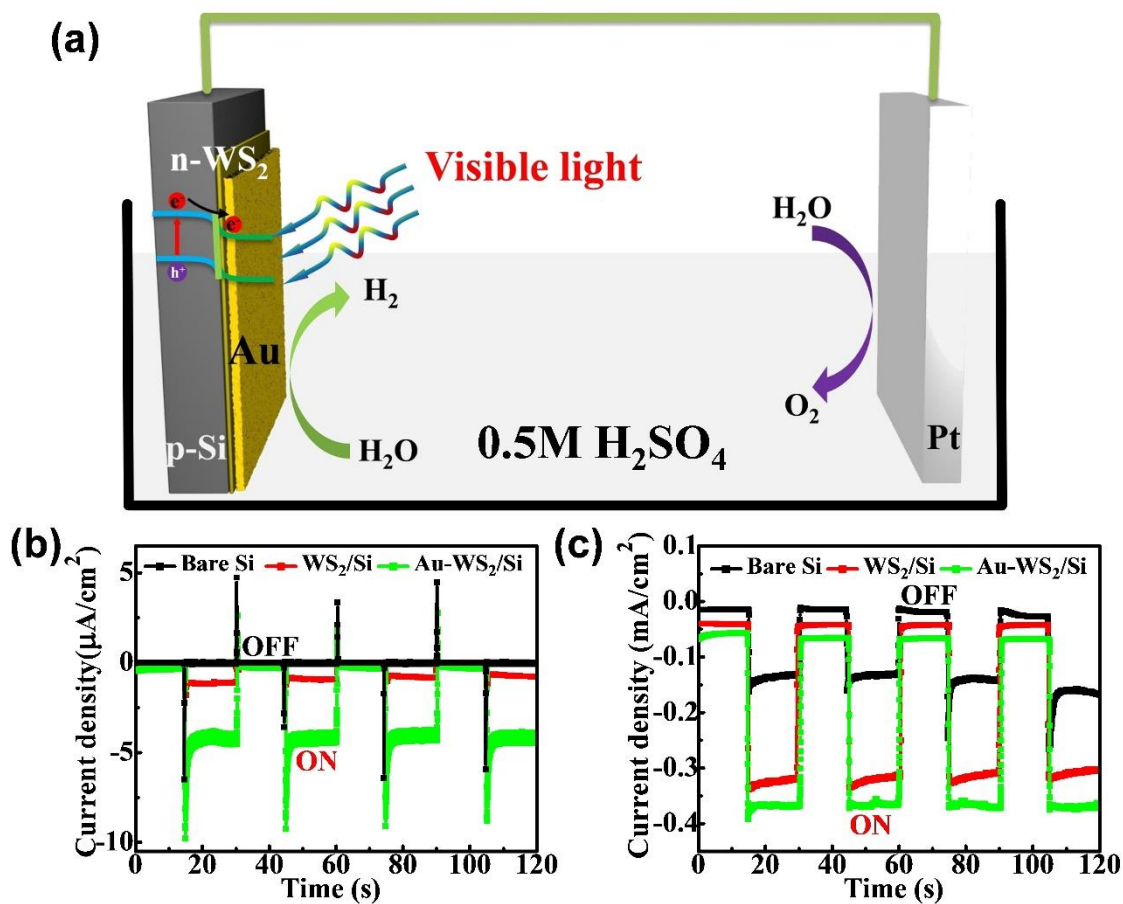 (a)
n-WS₂
Visible light
e⁻
e⁻
h⁺
H₂O
H₂
Au
O₂
p-Si
H₂O
0.5M H₂SO₄
Pt
(b)
Bare Si WS₂/Si Au-WS₂/Si
Current density(µA/cm²)
5
0
-5
-10
OFF
ON
0 20 40 60 80 100 120
Time (s)
(c)
Bare Si WS₂/Si Au-WS₂/Si
Current density (mA/cm²)
0.1
0.0
-0.1
-0.2
-0.3
-0.4
OFF
ON
0 20 40 60 80 100 120
Time (s)